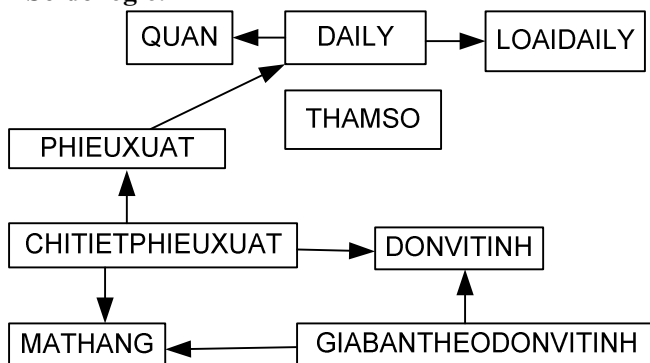 QUAN
DAILY
LOAIDAILY
THAMSO
PHIEUXUAT
CHITIETPHIEUXUAT
DONVITINH
MATHANG
GIABANTHEODONVITINH